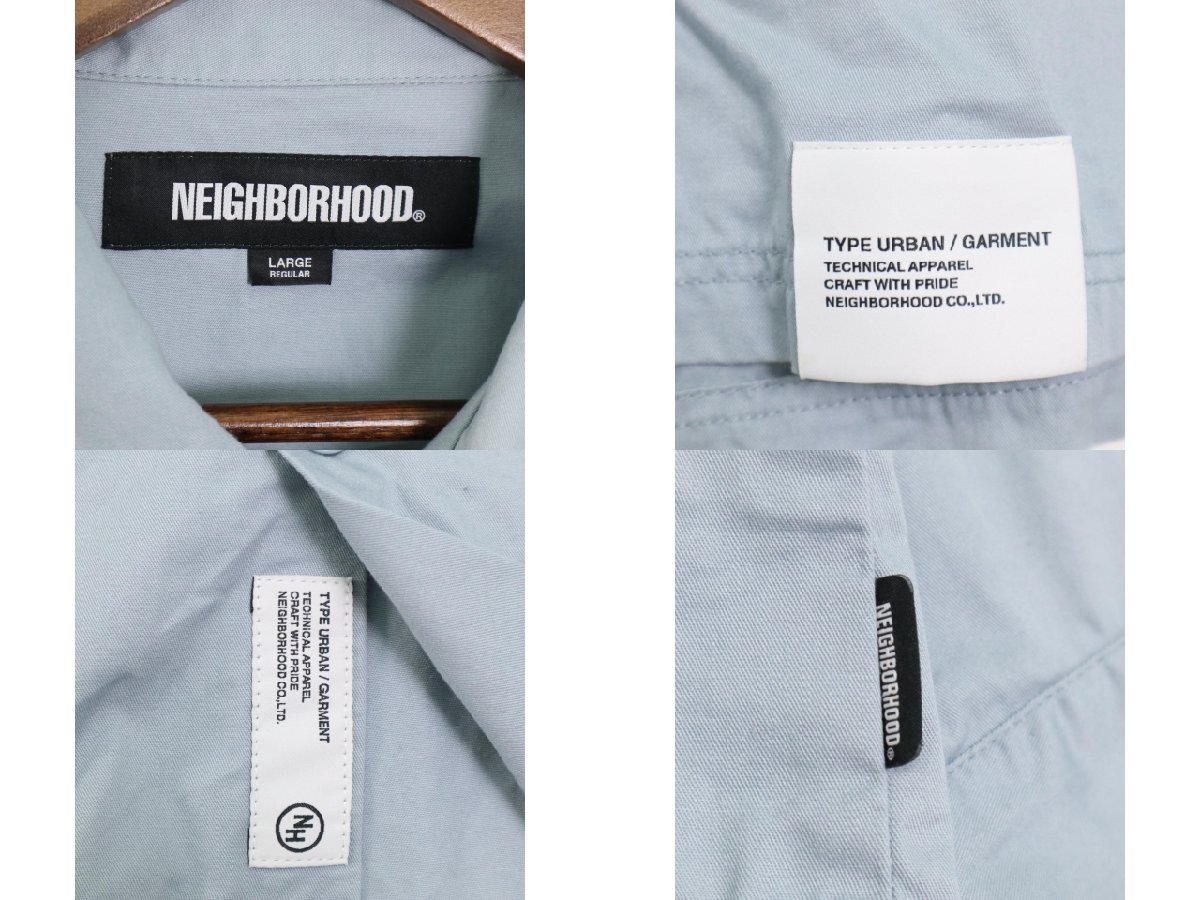 NEIGHBORHOOD®
LARGE
REGULAR
TYPE URBAN / GARMENT
TECHNICAL APPAREL
CRAFT WITH PRIDE
NEIGHBORHOOD CO.,LTD.
TYPE URBAN / GARMENT
TECHNICAL APPAREL
CRAFT WITH PRIDE
NEIGHBORHOOD CO.,LTD.
NH
NEIGHBORHOOD®